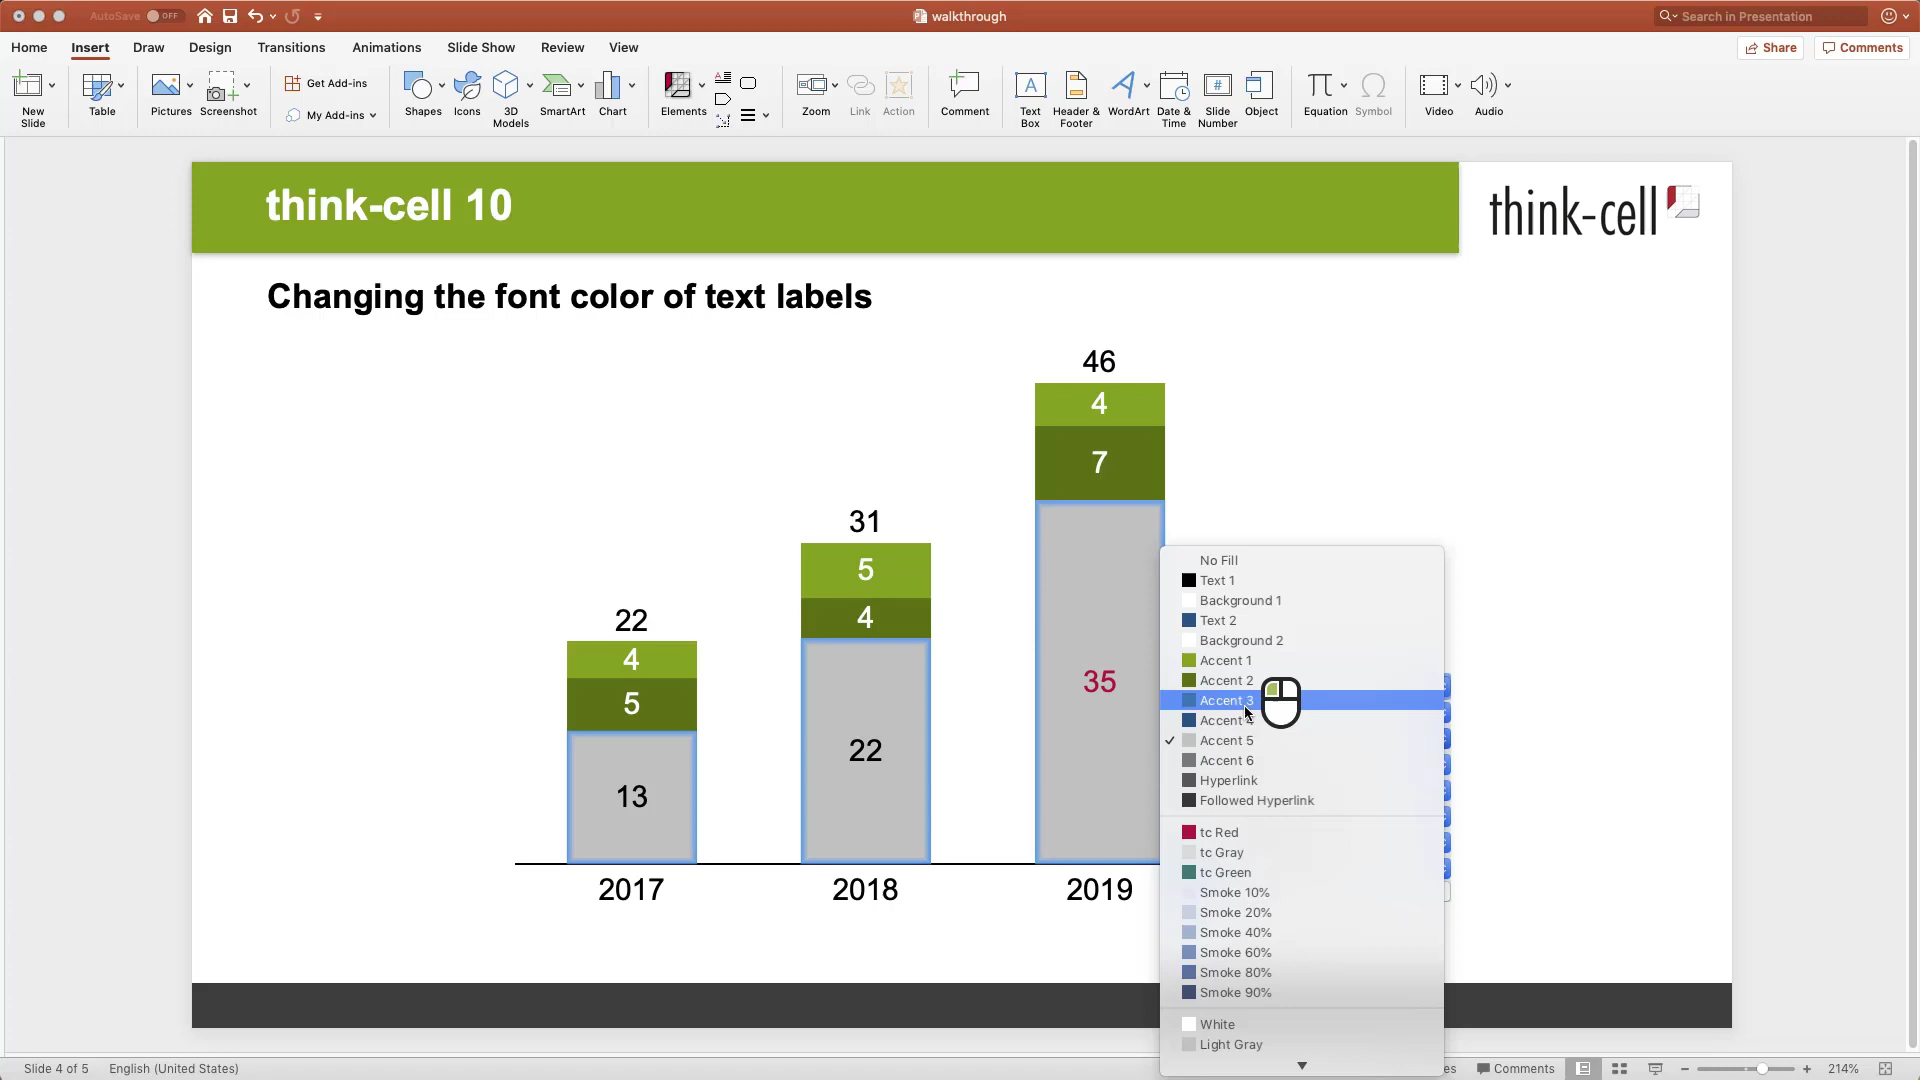 AutoSave OFF
walkthrough
Search in Presentation
Home Insert Draw Design Transitions Animations Slide Show Review View
Share Comments
New Slide
Table
Pictures
Screenshot
Get Add-ins
My Add-ins
Shapes
Icons
3D Models
SmartArt
Chart
Elements
Zoom
Link
Action
Comment
Text Box
Header & Footer
WordArt
Date & Time
Slide Number
Object
Equation
Symbol
Video
Audio
think-cell 10
think-cell
Changing the font color of text labels
46
4
7
35
31
5
4
22
22
4
5
13
2017 2018 2019
No Fill
Text 1
Background 1
Text 2
Background 2
Accent 1
Accent 2
Accent 3
Accent 4
Accent 5
Accent 6
Hyperlink
Followed Hyperlink
tc Red
tc Gray
tc Green
Smoke 10%
Smoke 20%
Smoke 40%
Smoke 60%
Smoke 80%
Smoke 90%
White
Light Gray
Slide 4 of 5 English (United States)
Comments
214%